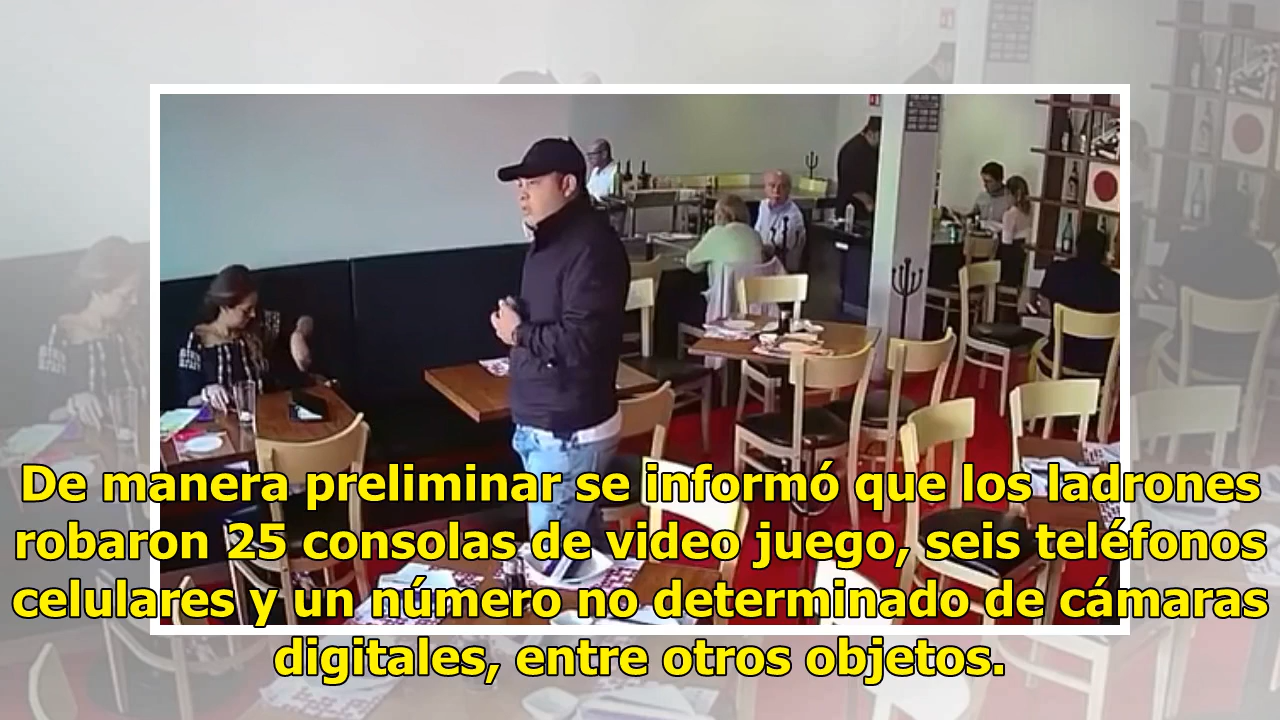 De manera preliminar se informó que los ladrones
robaron 25 consolas de video juego, seis teléfonos
celulares y un número no determinado de cámaras
digitales, entre otros objetos.